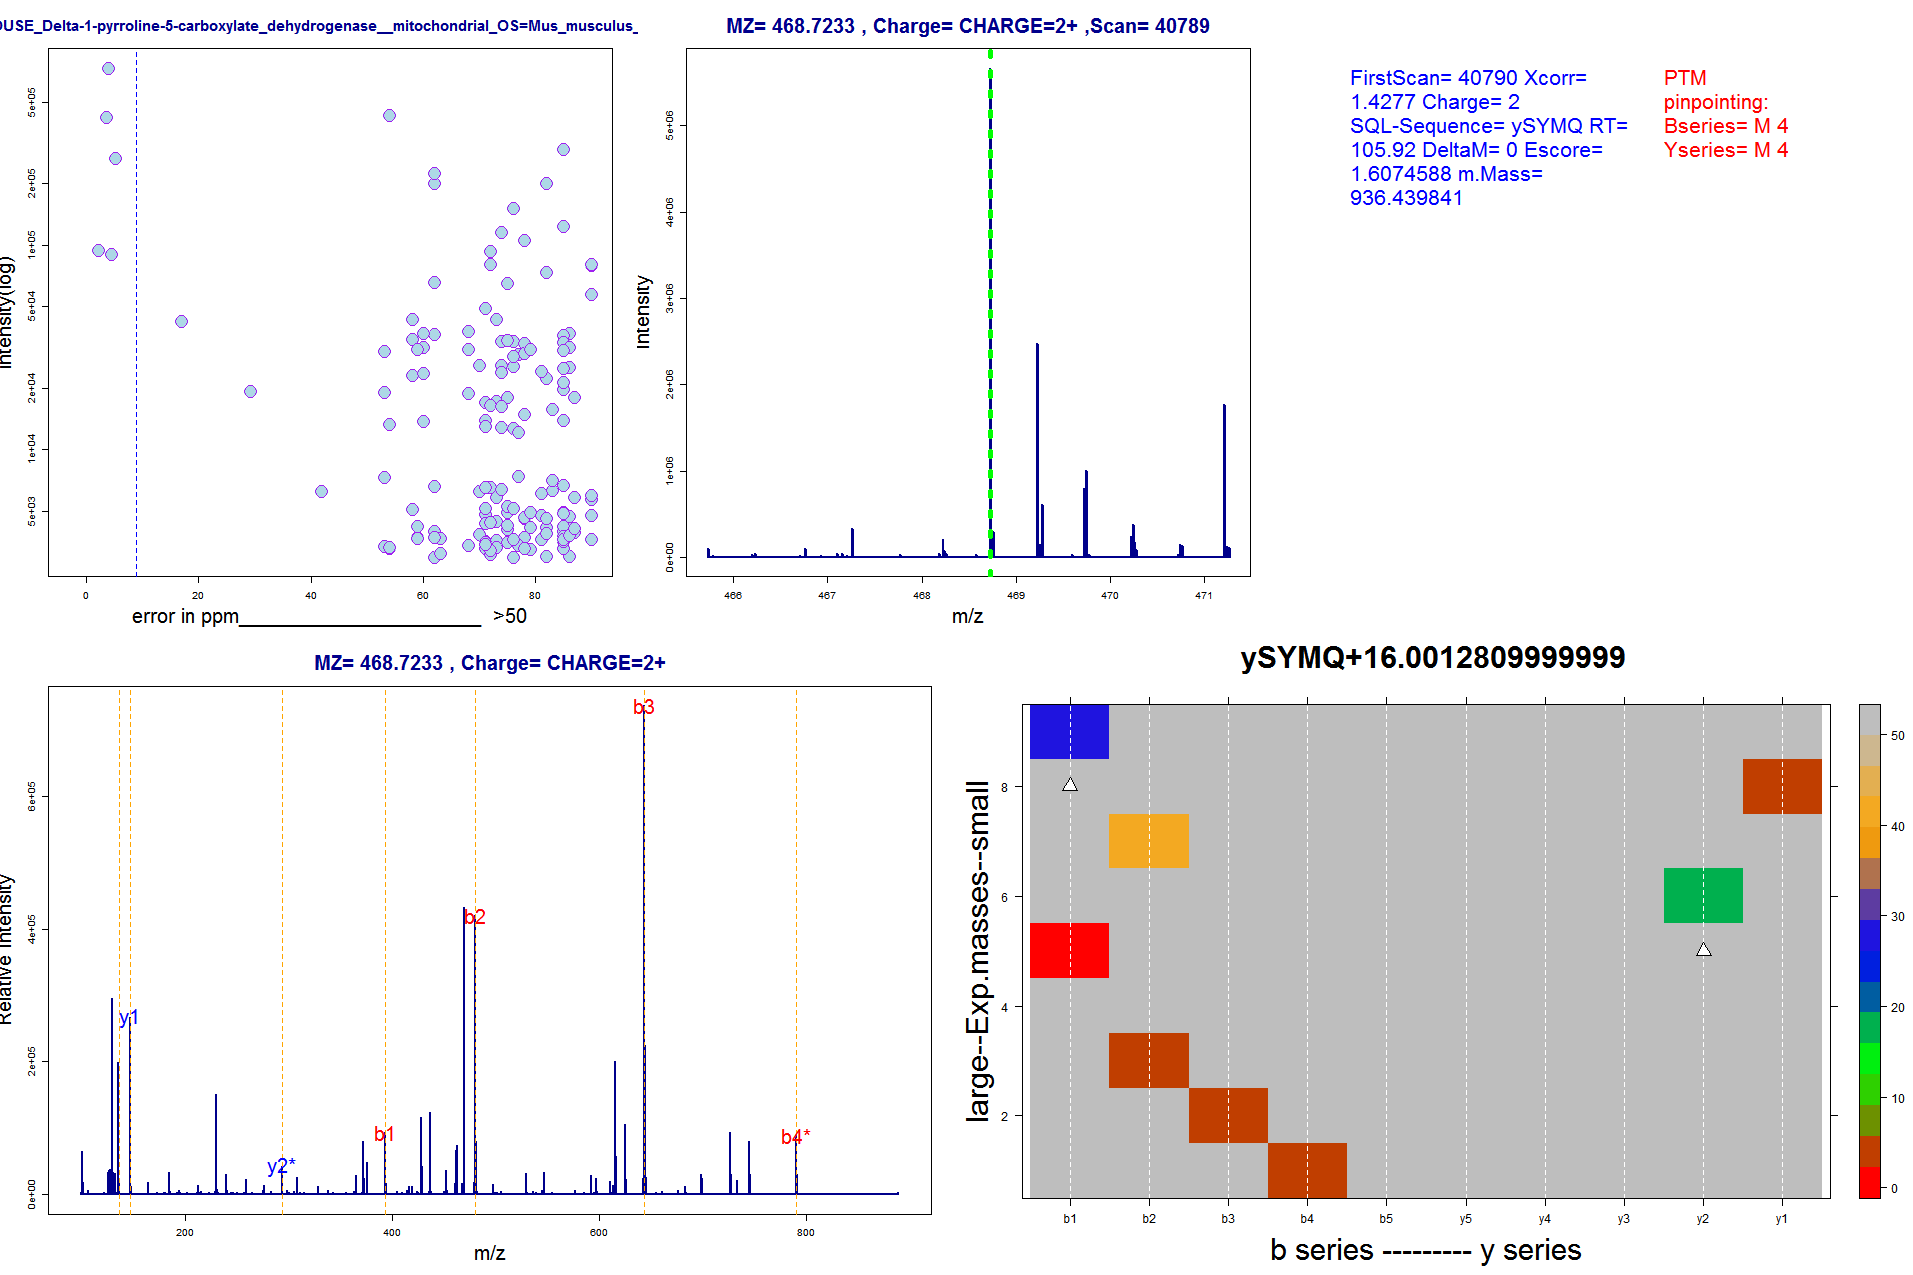 OUSE_Delta-1-pyrroline-5-carboxylate_dehydrogenase__mitochondrial_OS=Mus_musculus_
Intensity(log)
5e+03 1e+04 2e+04 5e+04 1e+05 2e+05 5e+05
0 20 40 60 80
error in ppm______________________ >50
MZ= 468.7233 , Charge= CHARGE=2+ ,Scan= 40789
Intensity
0e+00 1e+06 2e+06 3e+06 4e+06 5e+06
466 467 468 469 470 471
m/z
FirstScan= 40790 Xcorr=
1.4277 Charge= 2
SQL-Sequence= ySYMQ RT=
105.92 DeltaM= 0 Escore=
1.6074588 m.Mass=
936.439841
PTM
pinpointing:
Bseries= M 4
Yseries= M 4
MZ= 468.7233 , Charge= CHARGE=2+
Relative Intensity
0e+00 2e+05 4e+05 6e+05
b3
b2
y1
b1
b4*
y2*
200 400 600 800
m/z
ySYMQ+16.0012809999999
large--Exp.masses--small
2 4 6 8
b1 b2 b3 b4 b5 y5 y4 y3 y2 y1
b series --------- y series
0 10 20 30 40 50